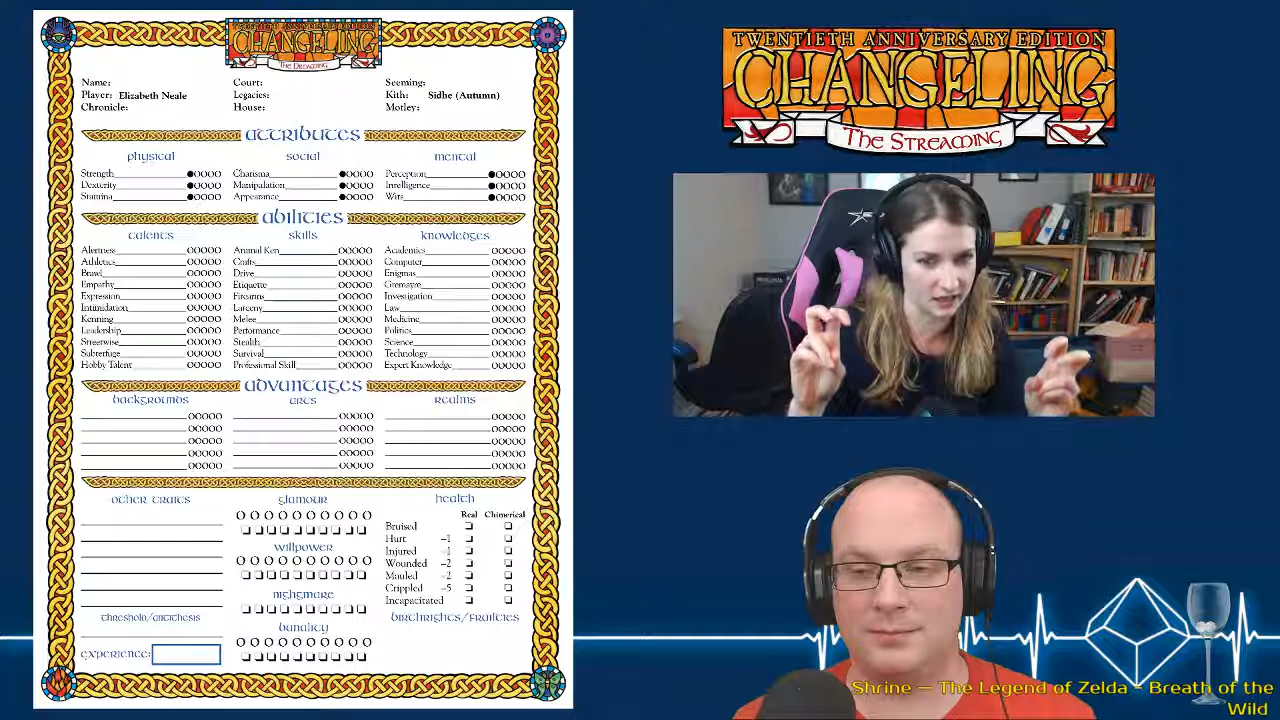 TWENTIETH ANNIVERSARY EDITION
CHANGELING
The Dreaming
Name: Court: Seeming:
Player: Elizabeth Neale Legacies: Kith: Sidhe (Autumn)
Chronicle: House: Motley:
Attributes
physical social mental
Strength Charisma Perception
Dexterity Manipulation Intelligence
Stamina Appearance Wits
Abilities
talents skills knowledges
Alertness Animal Ken Academics
Athletics Crafts Computer
Brawl Drive Enigmas
Empathy Etiquette Gremayre
Expression Firearms Investigation
Intimidation Larceny Law
Kenning Melee Medicine
Leadership Performance Politics
Streetwise Stealth Science
Subterfuge Survival Technology
Hobby Talent Professional Skill Expert Knowledge
Advantages
backgrounds arts realms
other traits glamour health
Real Chimerical
Bruised
Hurt -1
willpower
Injured -1
Wounded -2
Mauled -2
Crippled -5
nightmare
Incapacitated
threshold/antithesis birthrights/frailties
banality
experience:
TWENTIETH ANNIVERSARY EDITION
CHANGELING
The Streaming
Shrine - The Legend of Zelda - Breath of the
Wild